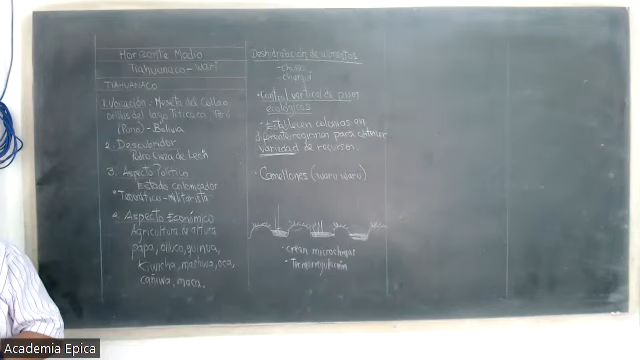 Horizonte Medio
Tiahuanaco - Wari
TIAHUANACO
1. Ubicación: Meseta del Collao
orillas del lago Titicaca Perú
(Puno) - Bolivia
2. Descubridor
Pedro Cieza de León
3. Aspecto Político
Estado colonizador
* Teocrático - militarista
4. Aspecto Económico
Agricultura de altura
papa, olluco, quinua,
Kiwicha, mashua, oca,
cañiwa, maca.
Deshidratación de alimentos
- chuño
- charqui
• Control vertical de pisos
ecológicos
• Establecen colonias en
diferente regiones para obtener
variedad de recursos.
• Camellones (waru waru)
• crean microclimas
• Termoregulación
Academia Epica